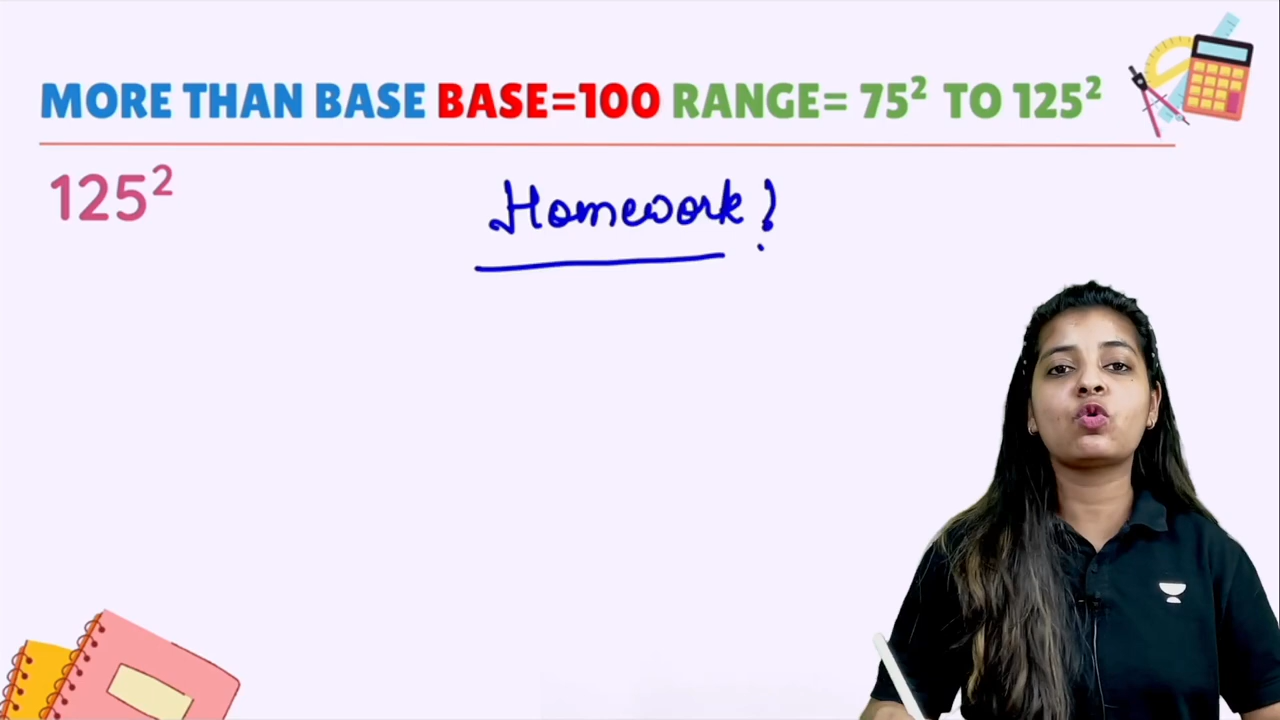 MORE THAN BASE BASE=100 RANGE= 75² TO 125²
125²
Homework?